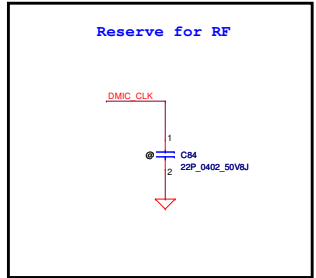 Reserve for RF
DMIC_CLK
1
@
C84
22P_0402_50V8J
2